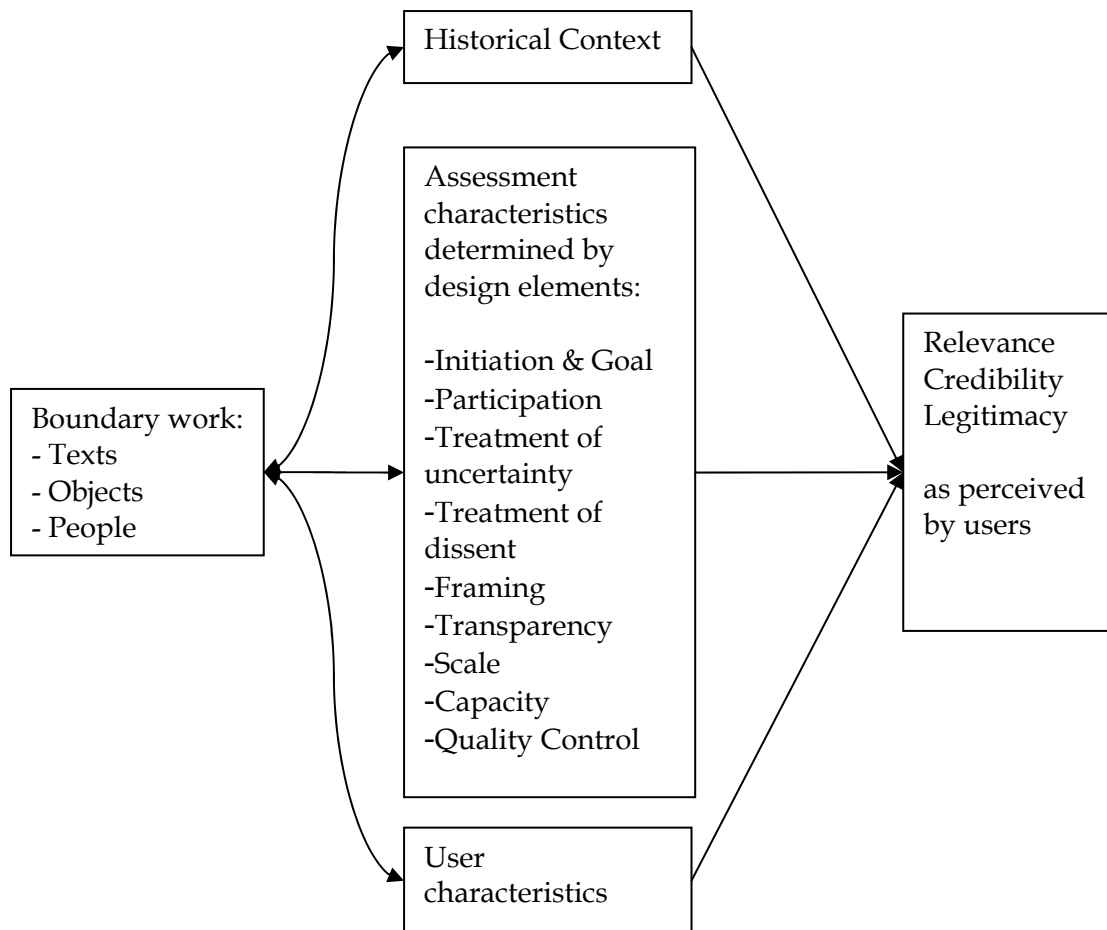 Historical Context
Assessment
characteristics
determined by
design elements:
-Initiation & Goal
-Participation
-Treatment of
uncertainty
-Treatment of
dissent
-Framing
-Transparency
-Scale
-Capacity
-Quality Control
Boundary work:
- Texts
- Objects
- People
Relevance
Credibility
Legitimacy
as perceived
by users
User
characteristics